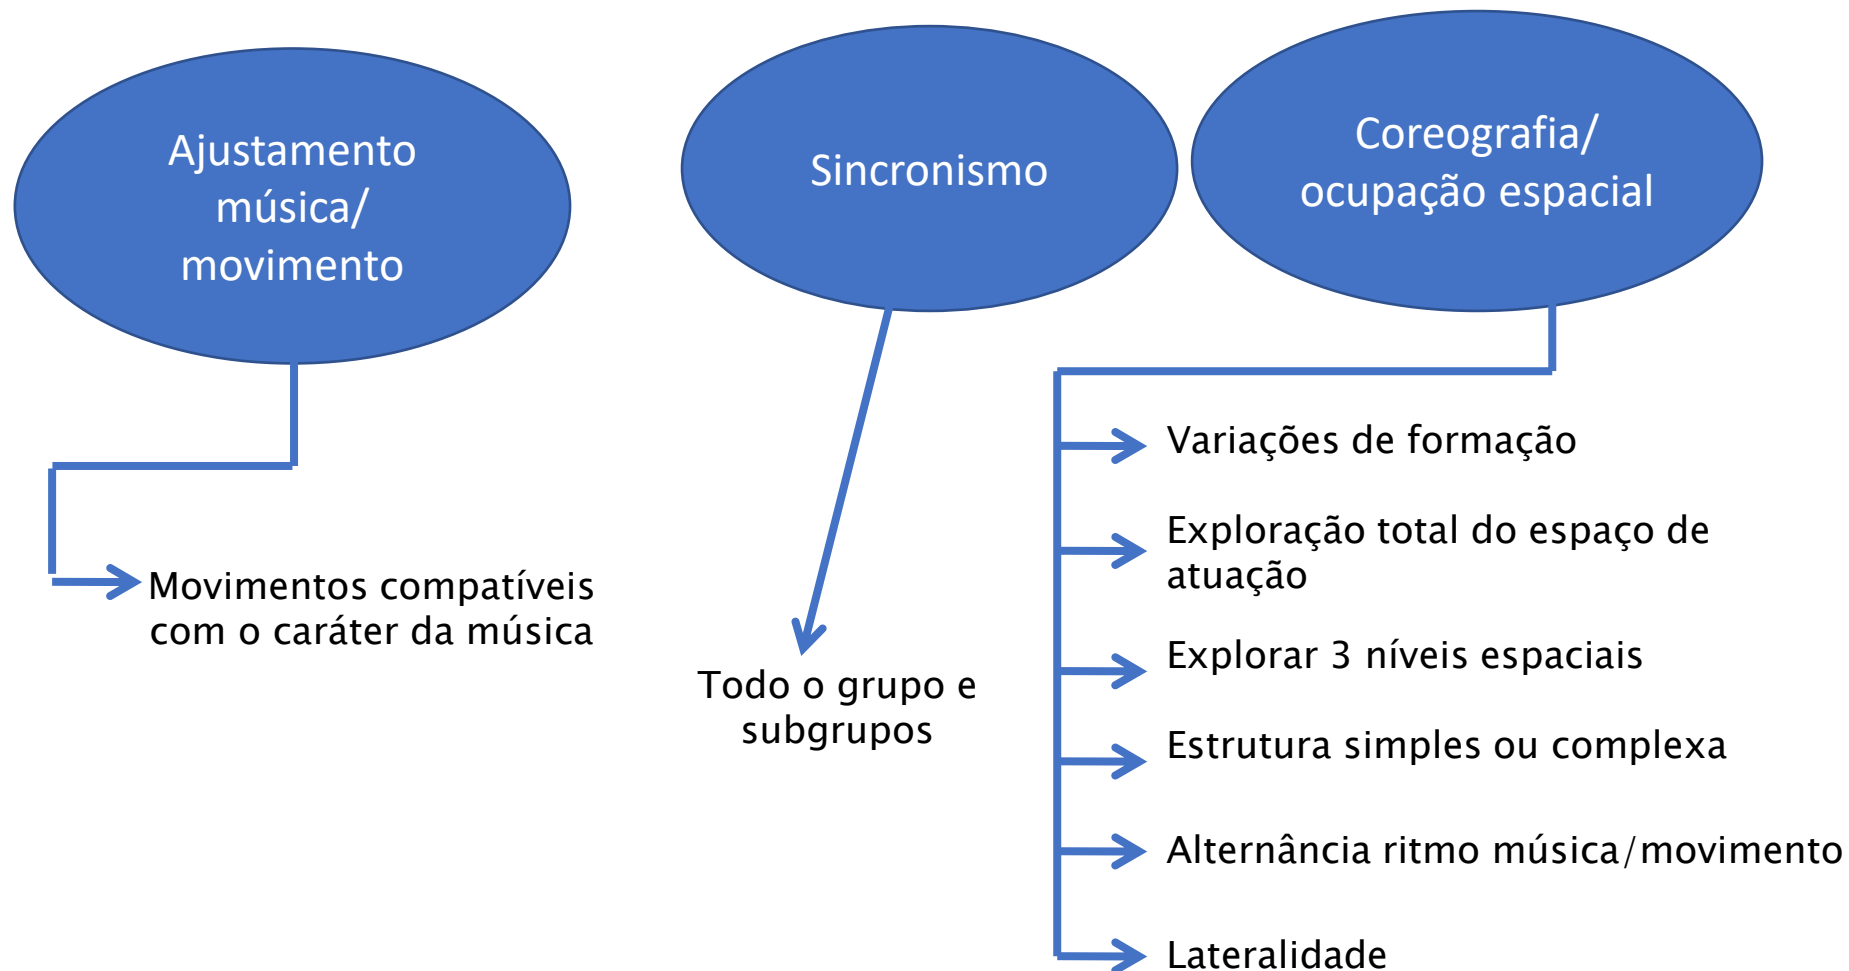 Ajustamento
música/
movimento
Sincronismo
Coreografia/
ocupação espacial
Movimentos compatíveis
com o caráter da música
Todo o grupo e
subgrupos
Variações de formação
Exploração total do espaço de
atuação
Explorar 3 níveis espaciais
Estrutura simples ou complexa
Alternância ritmo música/movimento
Lateralidade